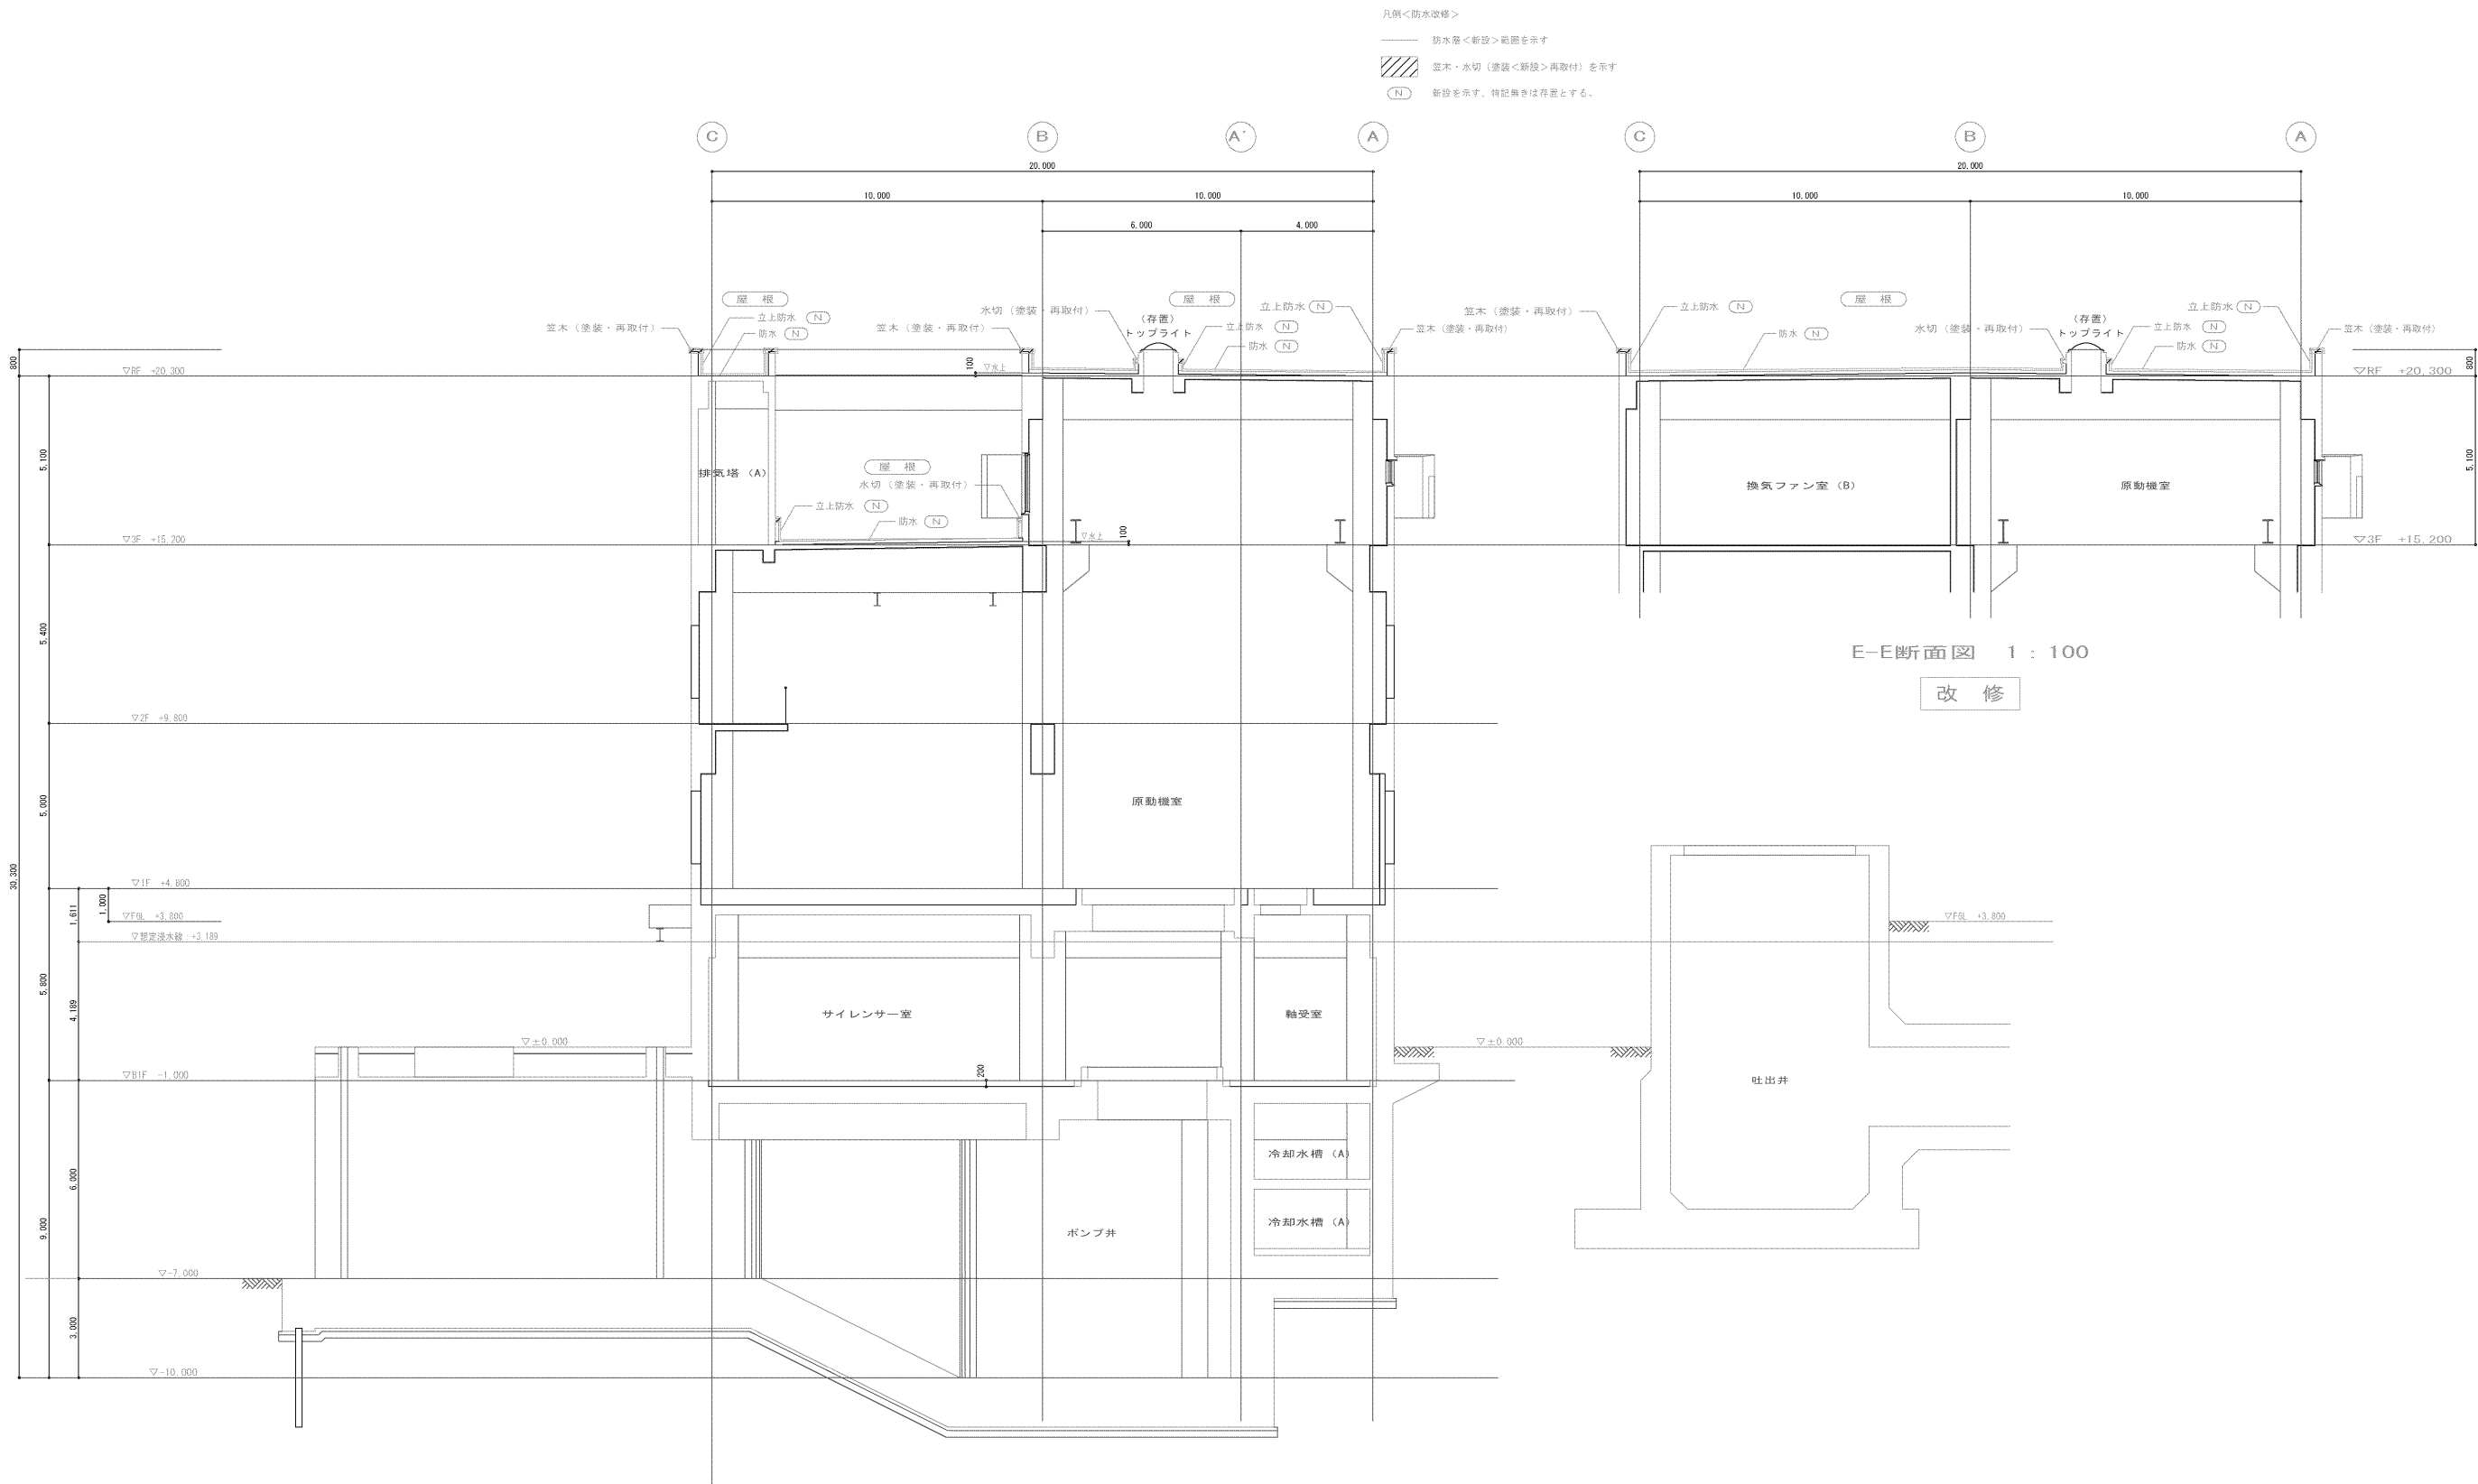 凡例＜防水改修＞
防水層＜新設＞範囲を示す
笠木・水切（塗装＜新設＞再取付）を示す
N 新設を示す、特記無きは存置とする。
C B A' A C B A
20,000 20,000
10,000 10,000 10,000 10,000
6,000 4,000
屋 根 屋 根 屋 根
笠木（塗装・再取付）
立上防水 N
防水 N
笠木（塗装・再取付）
水切（塗装・再取付）
(存置)
トップライト
立上防水 N
防水 N
立上防水 N
笠木（塗装・再取付）
笠木（塗装・再取付）
立上防水 N
防水 N
水切（塗装・再取付）
(存置)
トップライト
立上防水 N
防水 N
立上防水 N
笠木（塗装・再取付）
800
▽RF +20,300
100
▽水上
▽RF +20,300
800
5,100
排気塔（A）
屋 根
水切（塗装・再取付）
立上防水 N
防水 N
▽水上
100
換気ファン室（B）
原動機室
5,100
▽3F +15,200
▽3F +15,200
5,400
E-E断面図 1 : 100
改 修
▽2F +9,800
5,000
原動機室
30,300
▽1F +4,800
1,611
1,000
▽FGL +3,800
▽FGL +3,800
▽想定浸水線：+3,189
5,800
4,189
サイレンサー室
軸受室
▽±0.000
▽±0.000
▽B1F -1,000
200
吐出井
冷却水槽（A）
6,000
9,000
冷却水槽（A）
ポンプ井
▽-7,000
3,000
▽-10,000